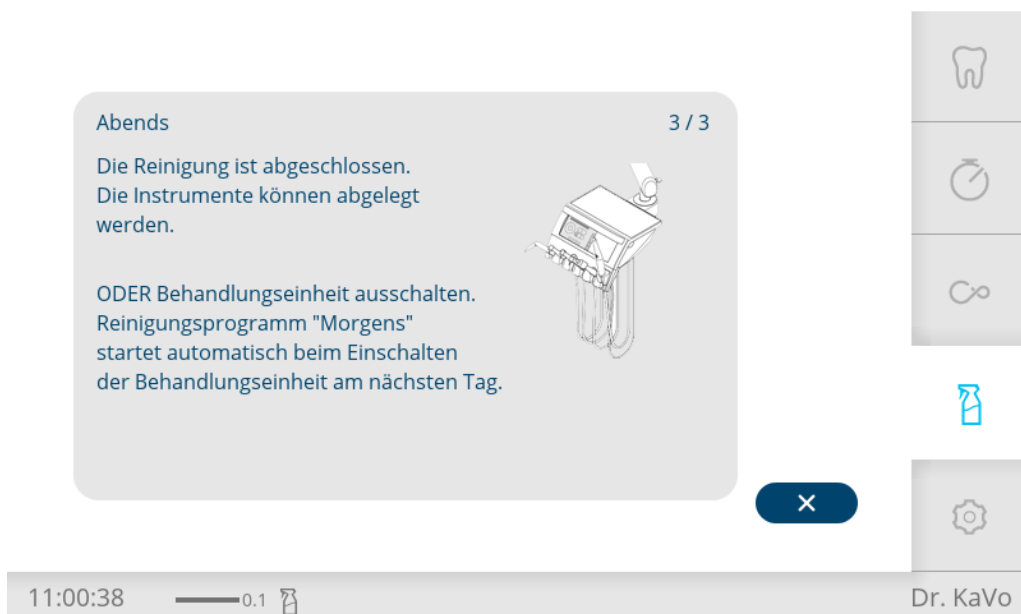 Abends
3 / 3
Die Reinigung ist abgeschlossen.
Die Instrumente können abgelegt
werden.
ODER Behandlungseinheit ausschalten.
Reinigungsprogramm "Morgens"
startet automatisch beim Einschalten
der Behandlungseinheit am nächsten Tag.
11:00:38
0.1
Dr. KaVo